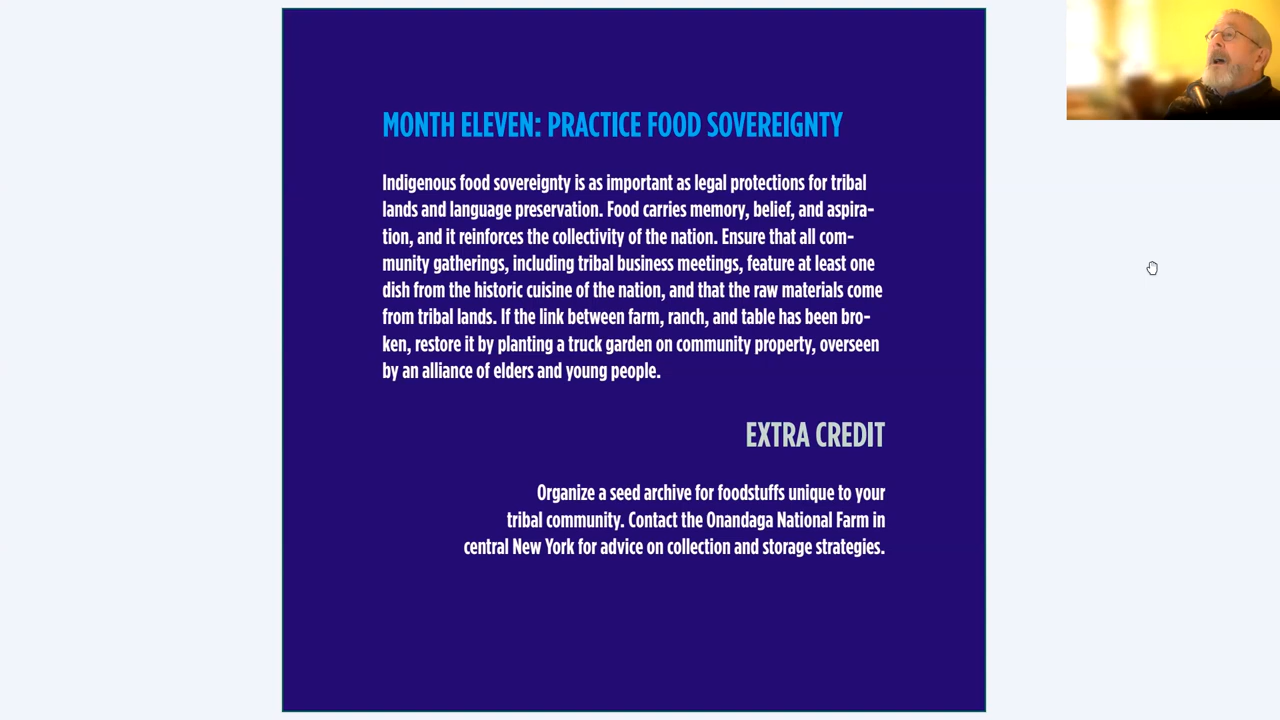 MONTH ELEVEN: PRACTICE FOOD SOVEREIGNTY
Indigenous food sovereignty is as important as legal protections for tribal
lands and language preservation. Food carries memory, belief, and aspira-
tion, and it reinforces the collectivity of the nation. Ensure that all com-
munity gatherings, including tribal business meetings, feature at least one
dish from the historic cuisine of the nation, and that the raw materials come
from tribal lands. If the link between farm, ranch, and table has been bro-
ken, restore it by planting a truck garden on community property, overseen
by an alliance of elders and young people.
EXTRA CREDIT
Organize a seed archive for foodstuffs unique to your
tribal community. Contact the Onandaga National Farm in
central New York for advice on collection and storage strategies.